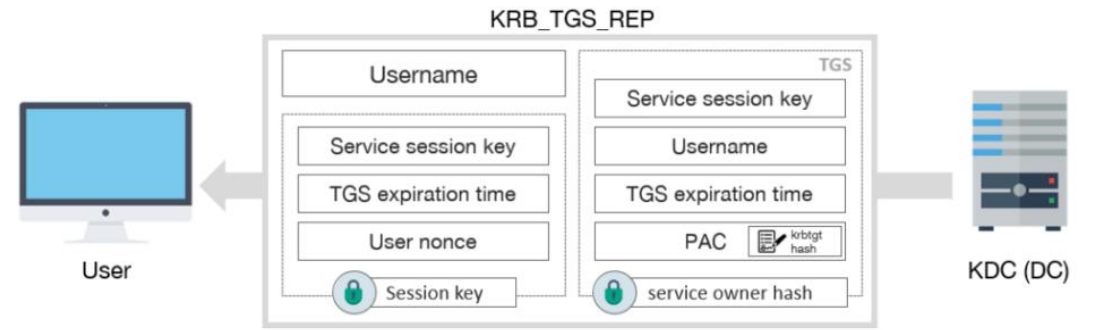 KRB_TGS_REP
Username
Service session key
TGS expiration time
User nonce
Session key
TGS
Service session key
Username
TGS expiration time
PAC
krbtgt
hash
service owner hash
User
KDC (DC)